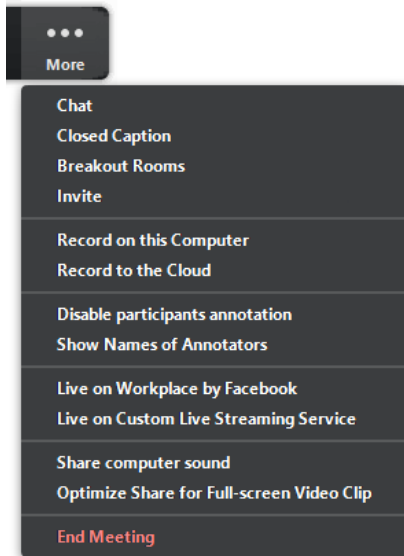 More
Chat
Closed Caption
Breakout Rooms
Invite
Record on this Computer
Record to the Cloud
Disable participants annotation
Show Names of Annotators
Live on Workplace by Facebook
Live on Custom Live Streaming Service
Share computer sound
Optimize Share for Full-screen Video Clip
End Meeting